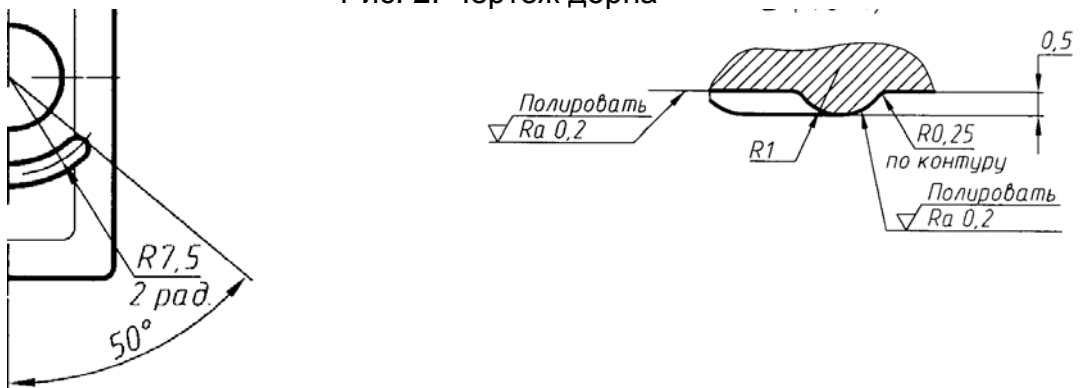 Рис. 2. Чертеж дорна
R7,5
2 рад.
50°
0,5
Полировать
Ra 0,2
R1
R0,25
по контуру
Полировать
Ra 0,2